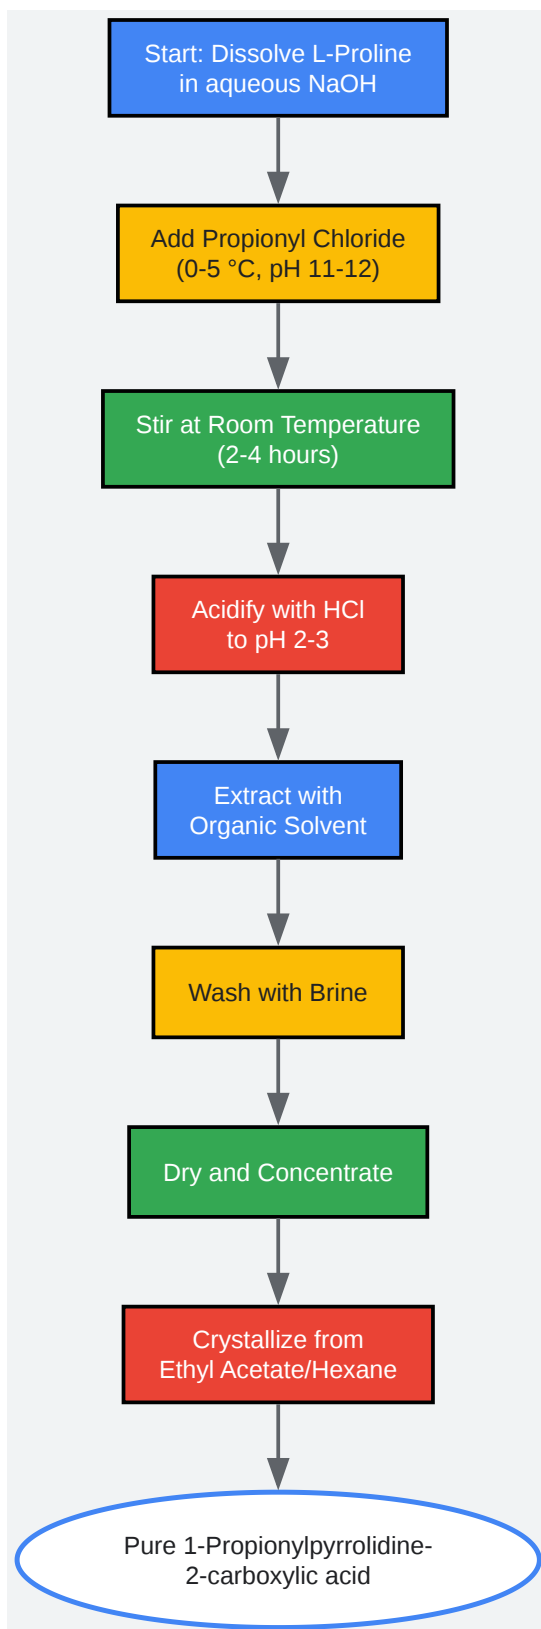 Start: Dissolve L-Proline
in aqueous NaOH
Add Propionyl Chloride
(0-5 °C, pH 11-12)
Stir at Room Temperature
(2-4 hours)
Acidify with HCl
to pH 2-3
Extract with
Organic Solvent
Wash with Brine
Dry and Concentrate
Crystallize from
Ethyl Acetate/Hexane
Pure 1-Propionylpyrrolidine-
2-carboxylic acid